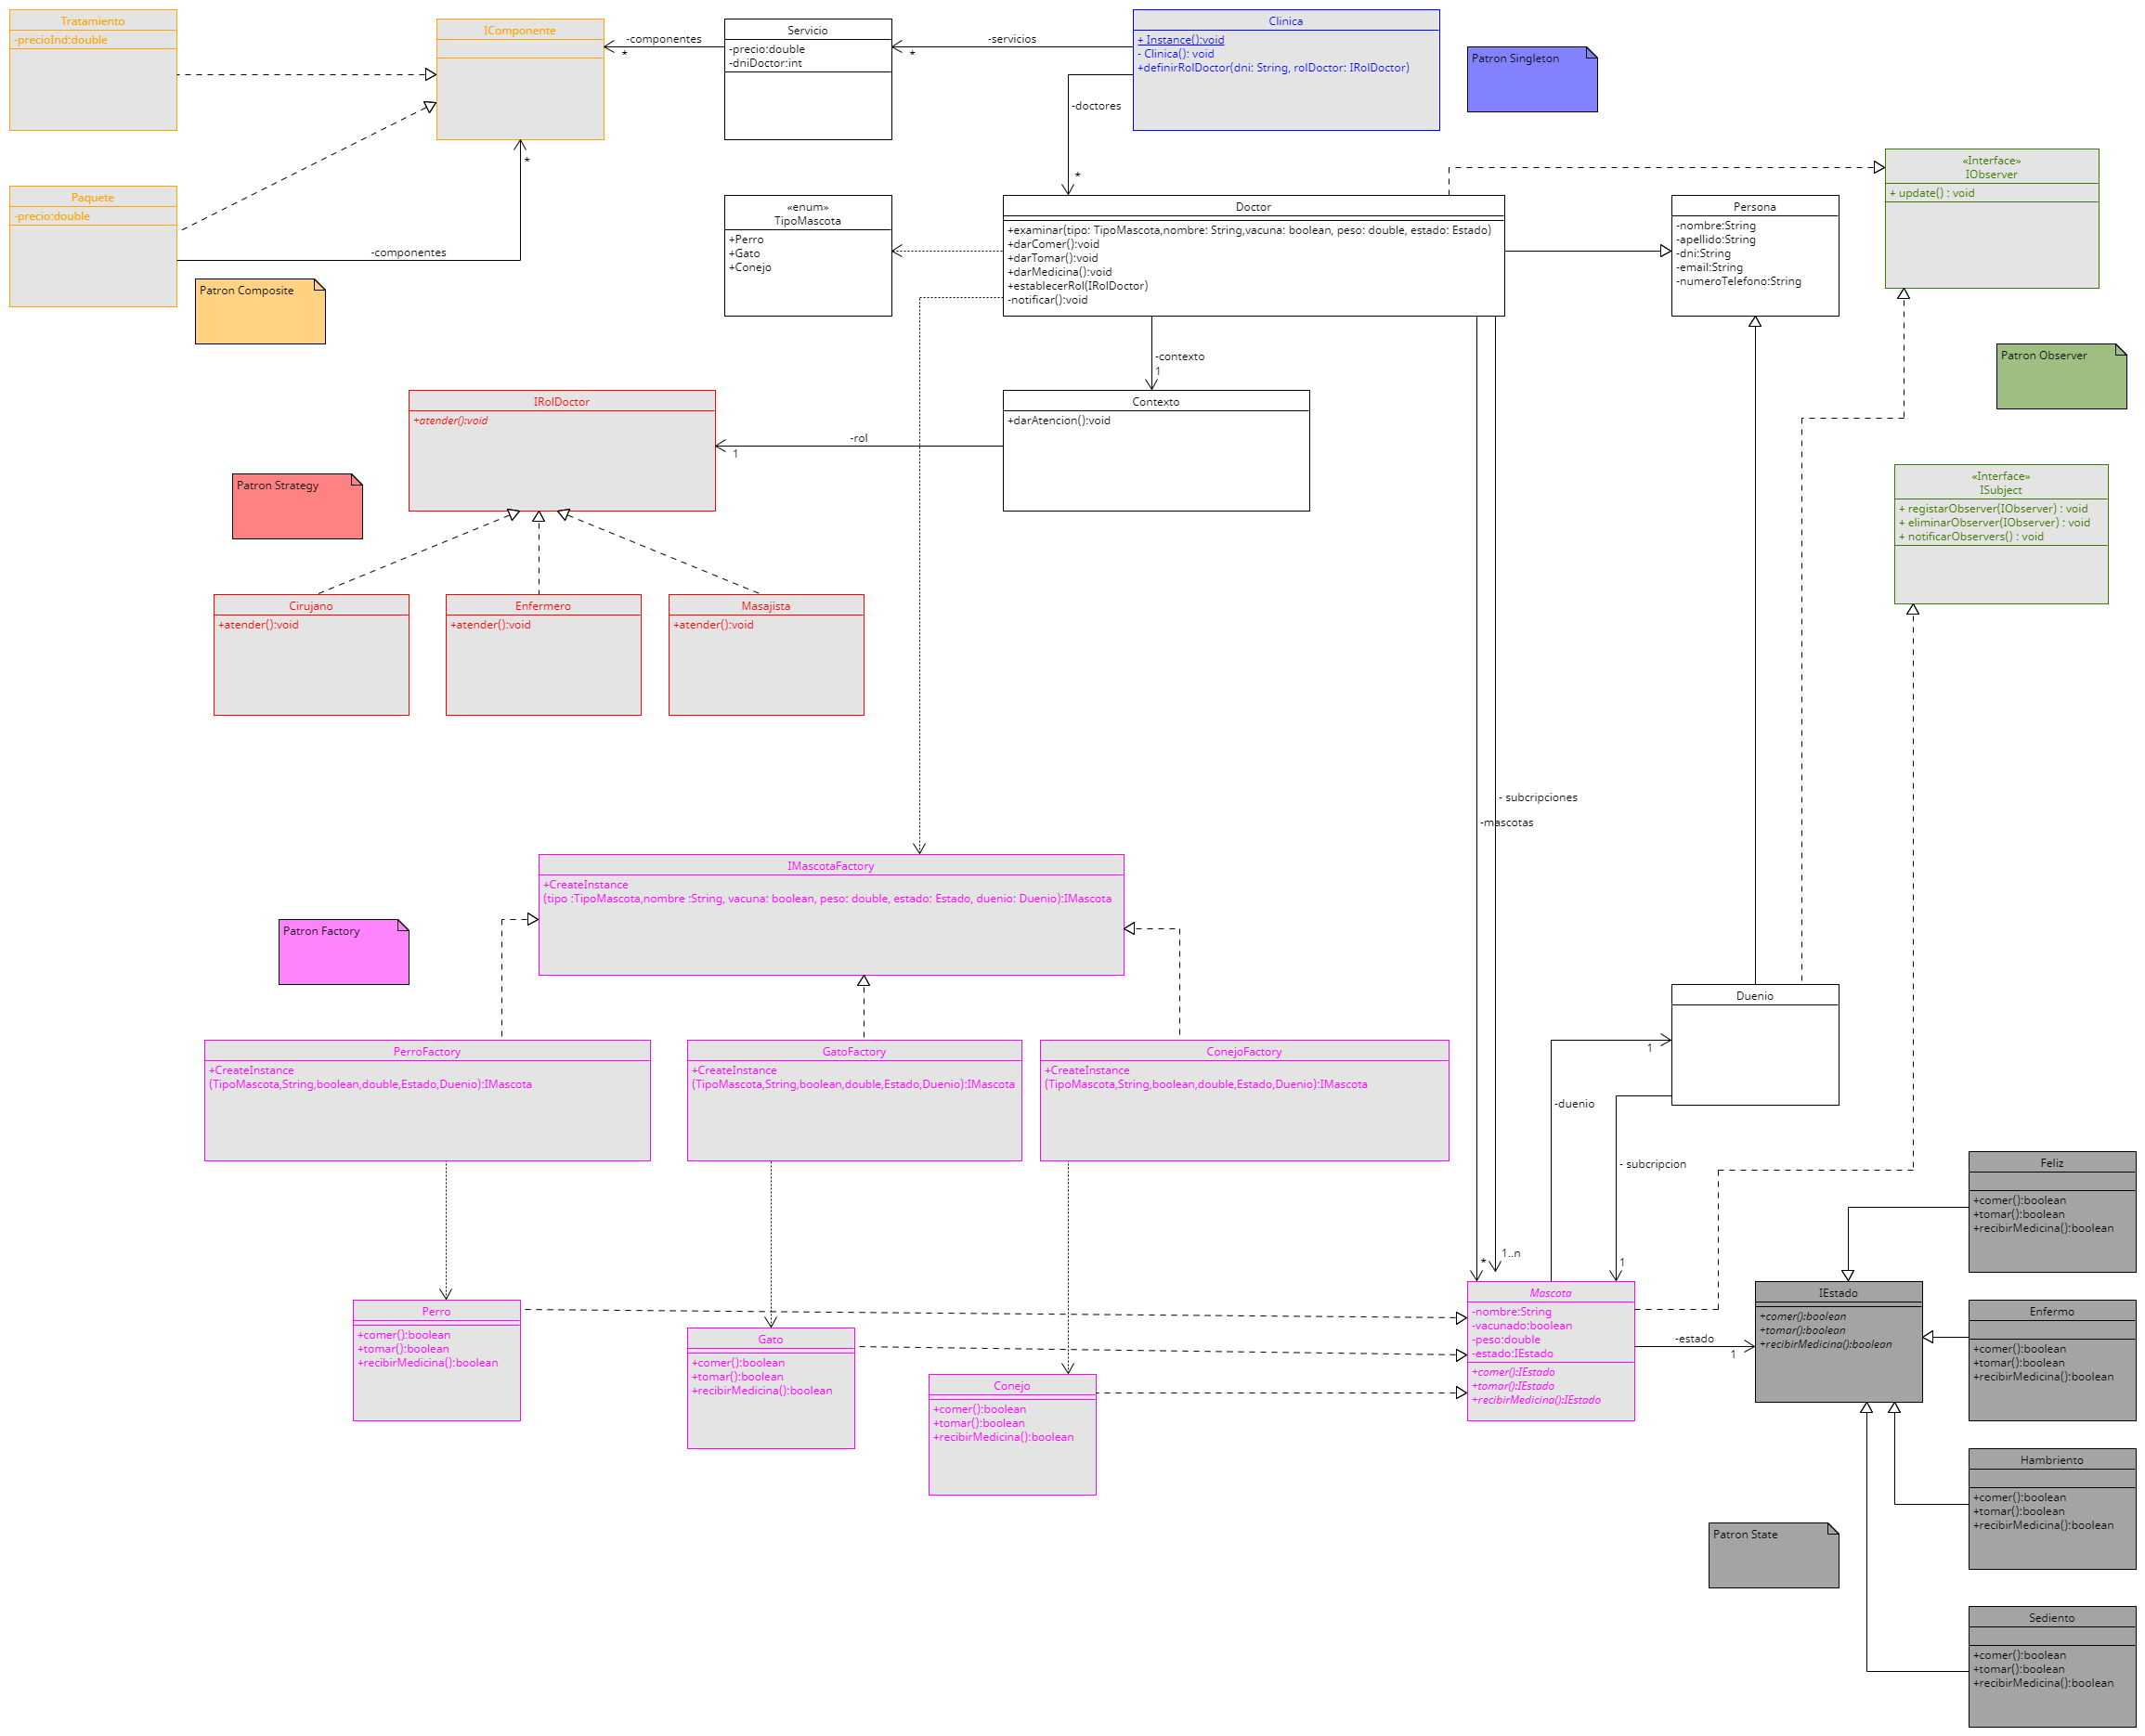 Tratamiento
-precioInd:double
IComponente
-componentes
*
Servicio
-precio:double
-dniDoctor:int
-servicios
*
Clinica
+ Instance():void
- Clinica(): void
+definirRolDoctor(dni: String, rolDoctor: IRolDoctor)
Patron Singleton
-doctores
*
Paquete
-precio:double
-componentes
*
Patron Composite
«enum»
TipoMascota
+Perro
+Gato
+Conejo
Doctor
+examinar(tipo: TipoMascota,nombre: String,vacuna: boolean, peso: double, estado: Estado)
+darComer():void
+darTomar():void
+darMedicina():void
+establecerRol(IRolDoctor)
-notificar():void
Persona
-nombre:String
-apellido:String
-dni:String
-email:String
-numeroTelefono:String
«Interface»
IObserver
+ update() : void
Patron Observer
-contexto
1
IRolDoctor
+atender():void
-rol
1
Contexto
+darAtencion():void
Patron Strategy
«Interface»
ISubject
+ registarObserver(IObserver) : void
+ eliminarObserver(IObserver) : void
+ notificarObservers() : void
Cirujano
+atender():void
Enfermero
+atender():void
Masajista
+atender():void
- subcripciones
-mascotas
IMascotaFactory
+CreateInstance
(tipo :TipoMascota,nombre :String, vacuna: boolean, peso: double, estado: Estado, duenio: Duenio):IMascota
Patron Factory
PerroFactory
+CreateInstance
(TipoMascota,String,boolean,double,Estado,Duenio):IMascota
GatoFactory
+CreateInstance
(TipoMascota,String,boolean,double,Estado,Duenio):IMascota
ConejoFactory
+CreateInstance
(TipoMascota,String,boolean,double,Estado,Duenio):IMascota
Duenio
1
-duenio
- subcripcion
1..n
*
1
Perro
+comer():boolean
+tomar():boolean
+recibirMedicina():boolean
Gato
+comer():boolean
+tomar():boolean
+recibirMedicina():boolean
Conejo
+comer():boolean
+tomar():boolean
+recibirMedicina():boolean
Mascota
-nombre:String
-vacunado:boolean
-peso:double
-estado:IEstado
+comer():IEstado
+tomar():IEstado
+recibirMedicina():IEstado
-estado
1
IEstado
+comer():boolean
+tomar():boolean
+recibirMedicina():boolean
Feliz
+comer():boolean
+tomar():boolean
+recibirMedicina():boolean
Enfermo
+comer():boolean
+tomar():boolean
+recibirMedicina():boolean
Hambriento
+comer():boolean
+tomar():boolean
+recibirMedicina():boolean
Patron State
Sediento
+comer():boolean
+tomar():boolean
+recibirMedicina():boolean